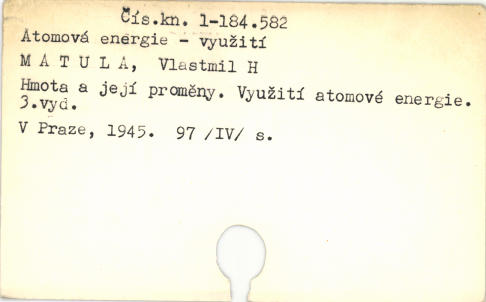 Čís.kn. 1-184.582
Atomová energie - využití
M A T U L A, Vlastmil H
Hmota a její proměny. Využití atomové energie.
3.vyd.
V Praze, 1945. 97 /IV/ s.